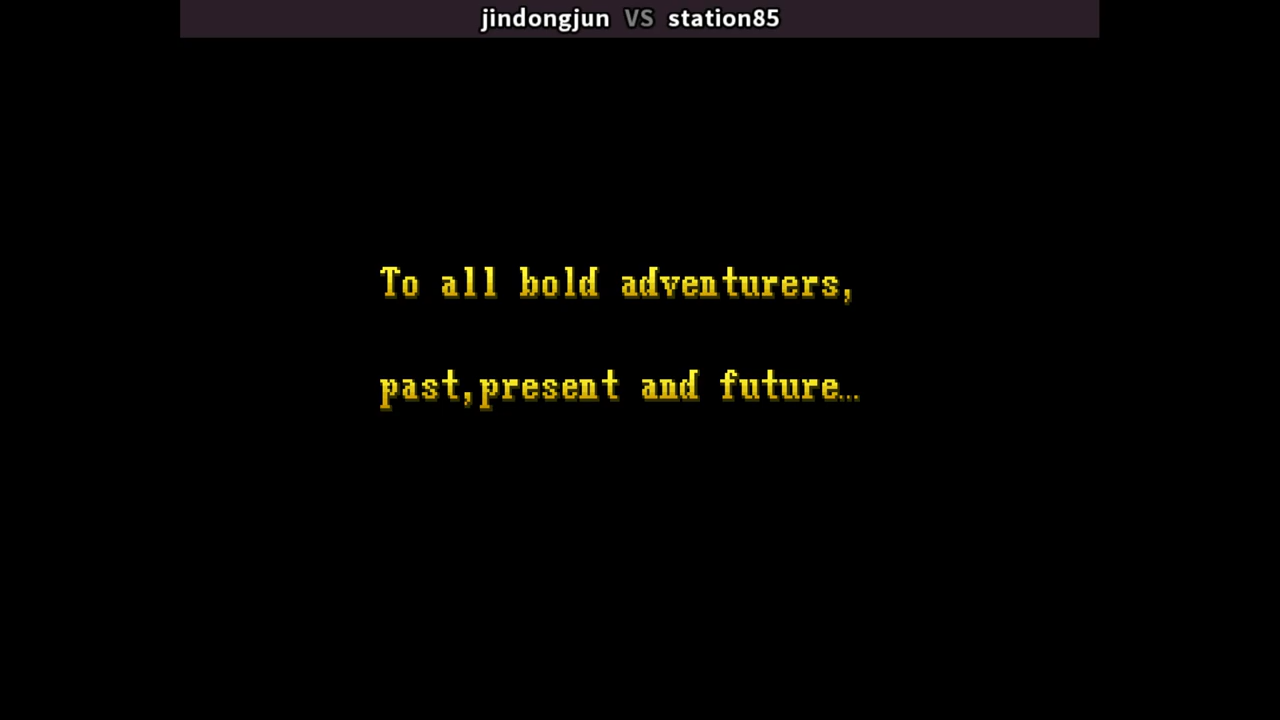 jindongjun VS station85
To all bold adventurers,
past,present and future…